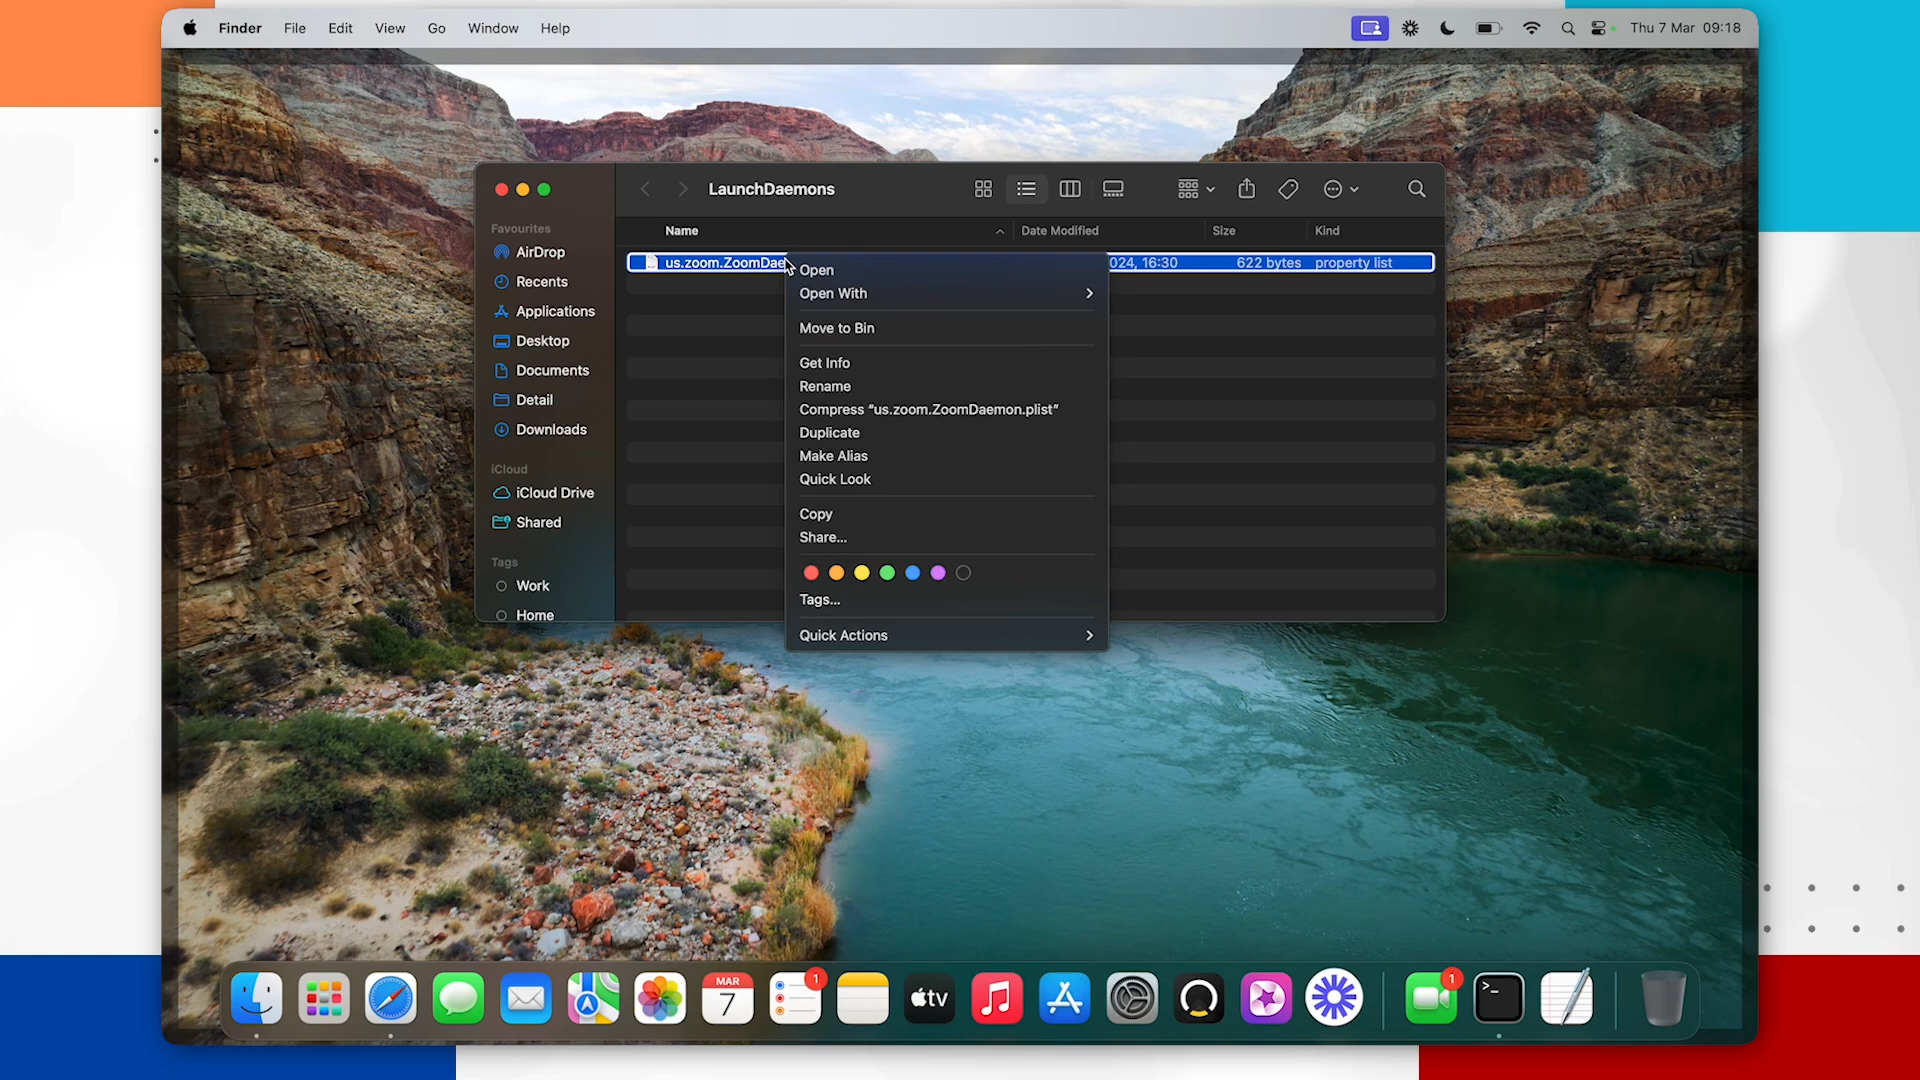 Finder File Edit View Go Window Help
Thu 7 Mar 09:18
LaunchDaemons
Name Date Modified Size Kind
us.zoom.ZoomDae 024, 16:30 622 bytes property list
Favourites
AirDrop
Recents
Applications
Desktop
Documents
Detail
Downloads
iCloud
iCloud Drive
Shared
Tags
Work
Home
Open
Open With
Move to Bin
Get Info
Rename
Compress “us.zoom.ZoomDaemon.plist”
Duplicate
Make Alias
Quick Look
Copy
Share...
Tags...
Quick Actions
MAR
7
1
tv
1
>_